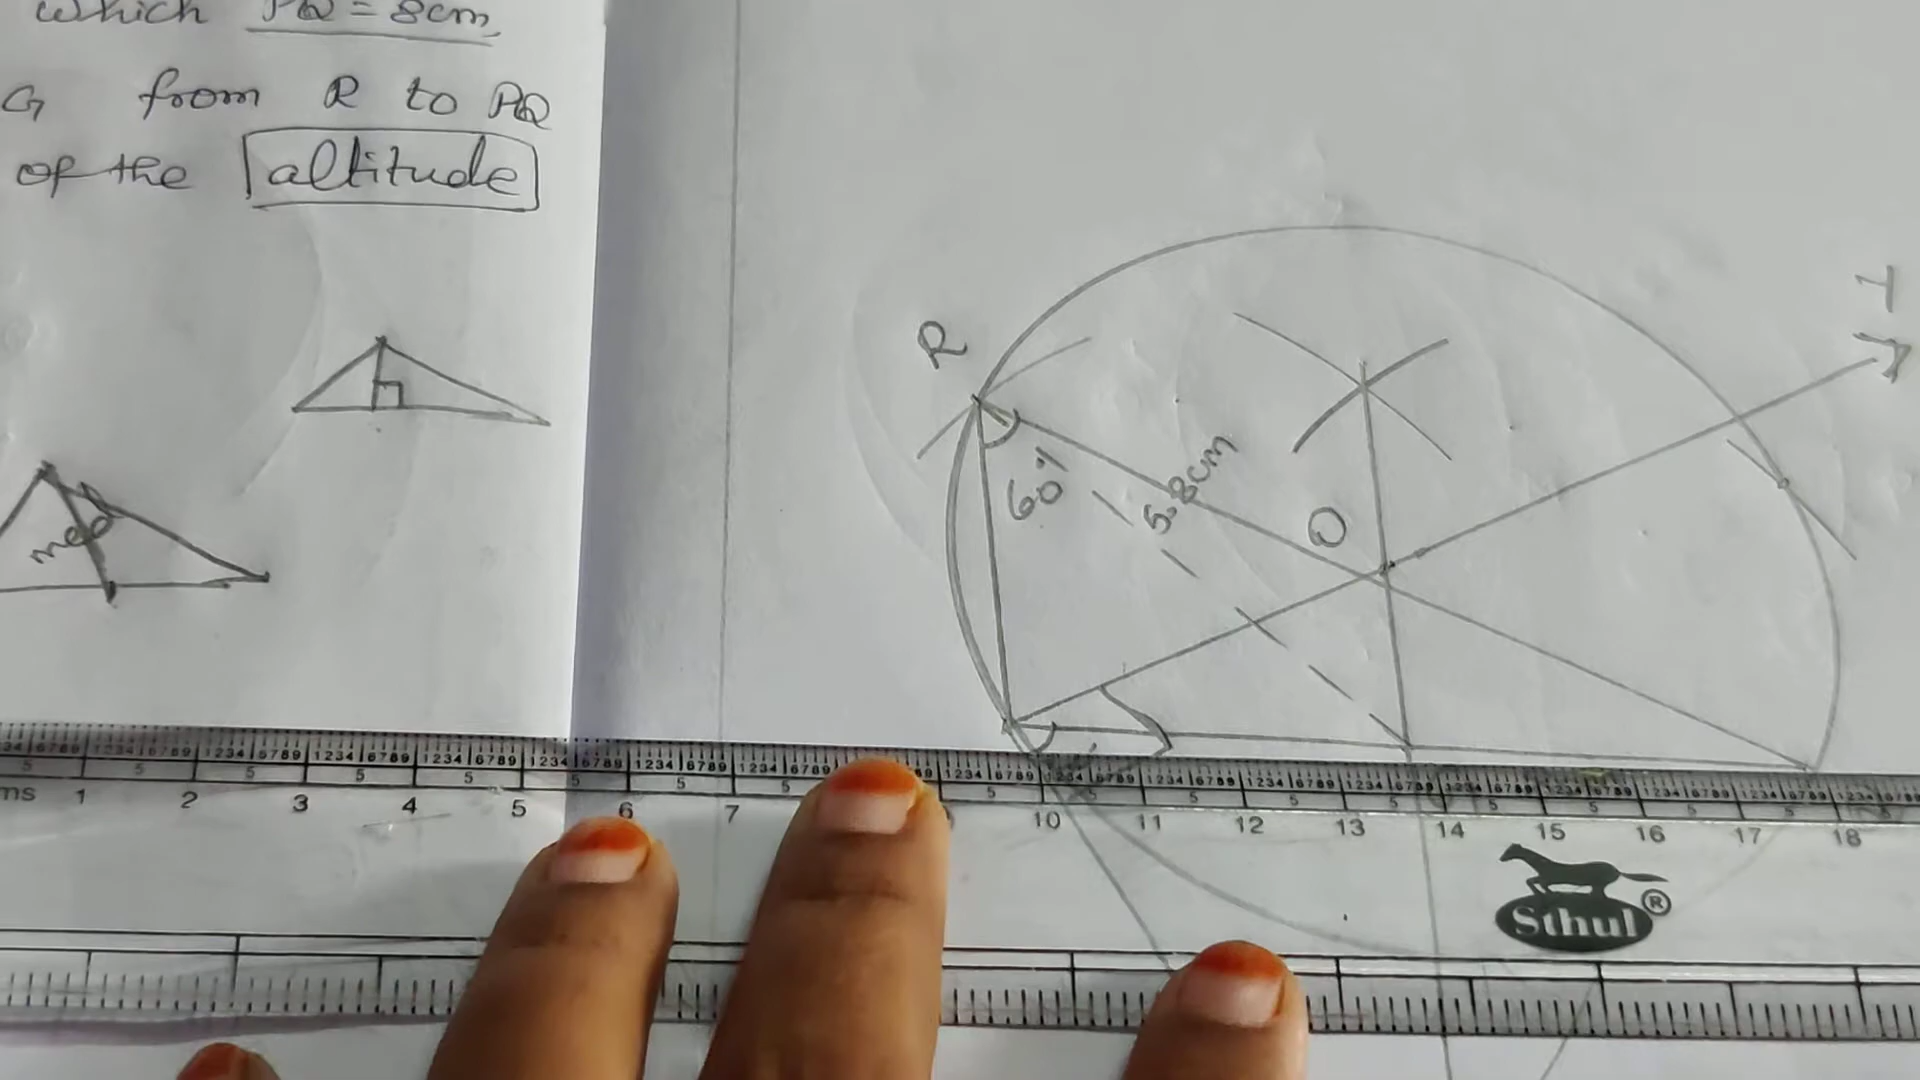 which PQ = 8cm,
G from R to PQ
of the altitude
med
R
60°
5.8cm
O
Y
1 2 3 4 5 6 7 10 11 12 13 14 15 16 17 18
Sthul ®